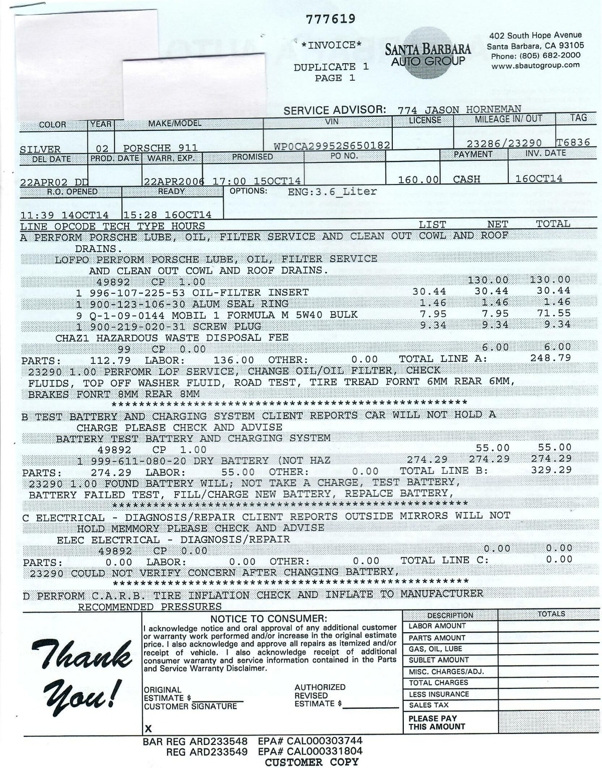 777619
*INVOICE*
DUPLICATE 1
PAGE 1
SANTA BARBARA
AUTO GROUP
402 South Hope Avenue
Santa Barbara, CA 93105
Phone: (805) 682-2000
www.sbautogroup.com
SERVICE ADVISOR: 774 JASON HORNEMAN
COLOR YEAR MAKE/MODEL VIN LICENSE MILEAGE IN/ OUT TAG
SILVER 02 PORSCHE 911 WP0CA29952S650182 23286/23290 T6836
DEL DATE PROD. DATE WARR. EXP. PROMISED PO NO. PAYMENT INV. DATE
22APR02 DD 22APR2006 17:00 15OCT14 160.00 CASH 16OCT14
R.O. OPENED READY OPTIONS: ENG:3.6_Liter
11:39 14OCT14 15:28 16OCT14
LINE OPCODE TECH TYPE HOURS LIST NET TOTAL
A PERFORM PORSCHE LUBE, OIL, FILTER SERVICE AND CLEAN OUT COWL AND ROOF
DRAINS.
LOFPO PERFORM PORSCHE LUBE, OIL, FILTER SERVICE
AND CLEAN OUT COWL AND ROOF DRAINS.
49892 CP 1.00 130.00 130.00
1 996-107-225-53 OIL-FILTER INSERT 30.44 30.44 30.44
1 900-123-106-30 ALUM SEAL RING 1.46 1.46 1.46
9 Q-1-09-0144 MOBIL 1 FORMULA M 5W40 BULK 7.95 7.95 71.55
1 900-219-020-31 SCREW PLUG 9.34 9.34 9.34
CHAZ1 HAZARDOUS WASTE DISPOSAL FEE
99 CP 0.00 6.00 6.00
PARTS: 112.79 LABOR: 136.00 OTHER: 0.00 TOTAL LINE A: 248.79
23290 1.00 PERFOMR LOF SERVICE, CHANGE OIL/OIL FILTER, CHECK
FLUIDS, TOP OFF WASHER FLUID, ROAD TEST, TIRE TREAD FORNT 6MM REAR 6MM,
BRAKES FONRT 8MM REAR 8MM
****************************************************
B TEST BATTERY AND CHARGING SYSTEM CLIENT REPORTS CAR WILL NOT HOLD A
CHARGE PLEASE CHECK AND ADVISE
BATTERY TEST BATTERY AND CHARGING SYSTEM
49892 CP 1.00 55.00 55.00
1 999-611-080-20 DRY BATTERY (NOT HAZ 274.29 274.29 274.29
PARTS: 274.29 LABOR: 55.00 OTHER: 0.00 TOTAL LINE B: 329.29
23290 1.00 FOUND BATTERY WILL; NOT TAKE A CHARGE, TEST BATTERY,
BATTERY FAILED TEST, FILL/CHARGE NEW BATTERY, REPALCE BATTERY,
****************************************************
C ELECTRICAL - DIAGNOSIS/REPAIR CLIENT REPORTS OUTSIDE MIRRORS WILL NOT
HOLD MEMMORY PLEASE CHECK AND ADVISE
ELEC ELECTRICAL - DIAGNOSIS/REPAIR
49892 CP 0.00 0.00 0.00
PARTS: 0.00 LABOR: 0.00 OTHER: 0.00 TOTAL LINE C: 0.00
23290 COULD NOT VERIFY CONCERN AFTER CHANGING BATTERY,
****************************************************
D PERFORM C.A.R.B. TIRE INFLATION CHECK AND INFLATE TO MANUFACTURER
RECOMMENDED PRESSURES
Thank You!
NOTICE TO CONSUMER:
I acknowledge notice and oral approval of any additional customer
or warranty work performed and/or increase in the original estimate
price. I also acknowledge and approve all repairs as itemized and/or
receipt of vehicle. I also acknowledge receipt of additional
consumer warranty and service information contained in the Parts
and Service Warranty Disclaimer.
ORIGINAL ESTIMATE $
AUTHORIZED REVISED ESTIMATE $
CUSTOMER SIGNATURE
X
DESCRIPTION TOTALS
LABOR AMOUNT
PARTS AMOUNT
GAS, OIL, LUBE
SUBLET AMOUNT
MISC. CHARGES/ADJ.
TOTAL CHARGES
LESS INSURANCE
SALES TAX
PLEASE PAY
THIS AMOUNT
BAR REG ARD233548 EPA# CAL000303744
REG ARD233549 EPA# CAL000331804
CUSTOMER COPY